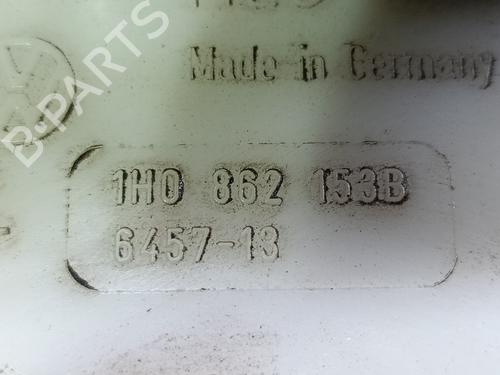 B-PARTS
Made in Germany
1H0 862 153B
6457-13